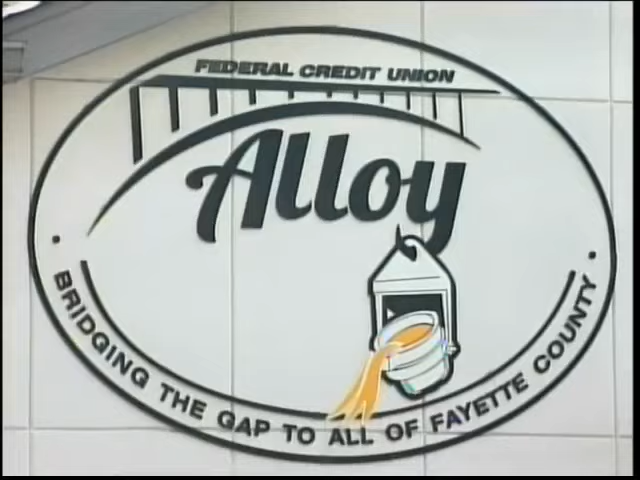 FEDERAL CREDIT UNION
Alloy
• BRIDGING THE GAP TO ALL OF FAYETTE COUNTY •